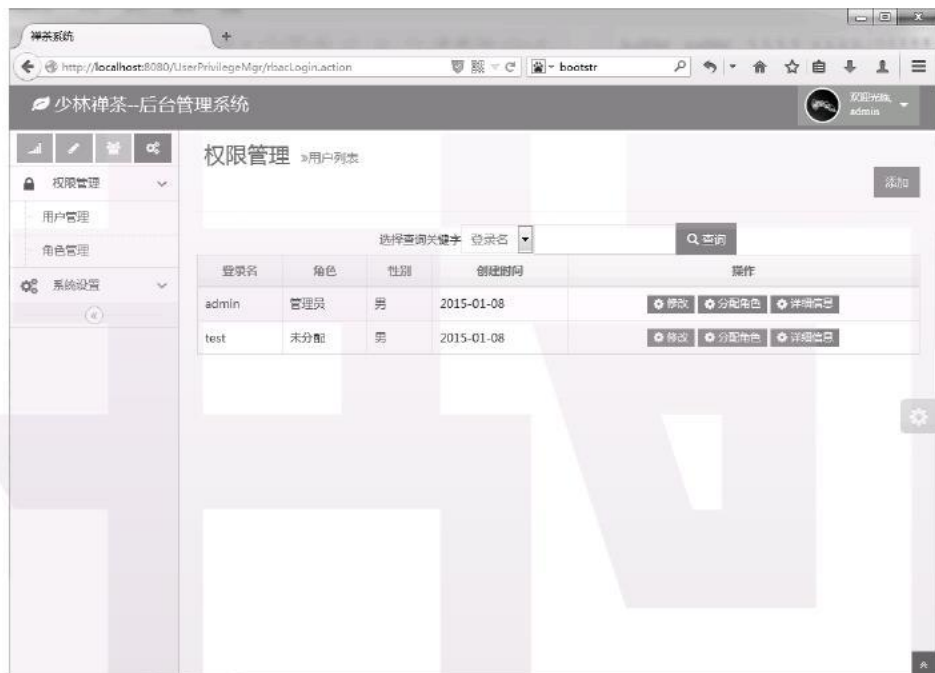 禅茶系统
http://localhost:8080/UserPrivilegeMgr/rbacLogin.action
bootstr
少林禅茶--后台管理系统
欢迎光临,
admin
权限管理 »用户列表
添加
权限管理
用户管理
角色管理
系统设置
选择查询关键字 登录名 查询
登录名 角色 性别 创建时间 操作
admin 管理员 男 2015-01-08 修改 分配角色 详细信息
test 未分配 男 2015-01-08 修改 分配角色 详细信息